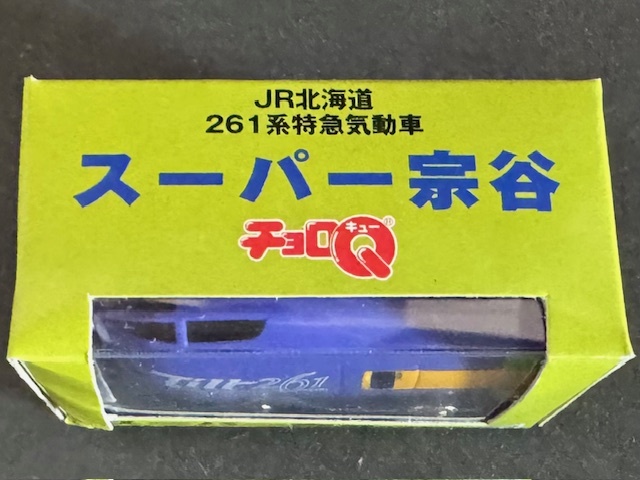 JR北海道
261系特急気動車
スーパー宗谷
チョロQ
キュー
®
261